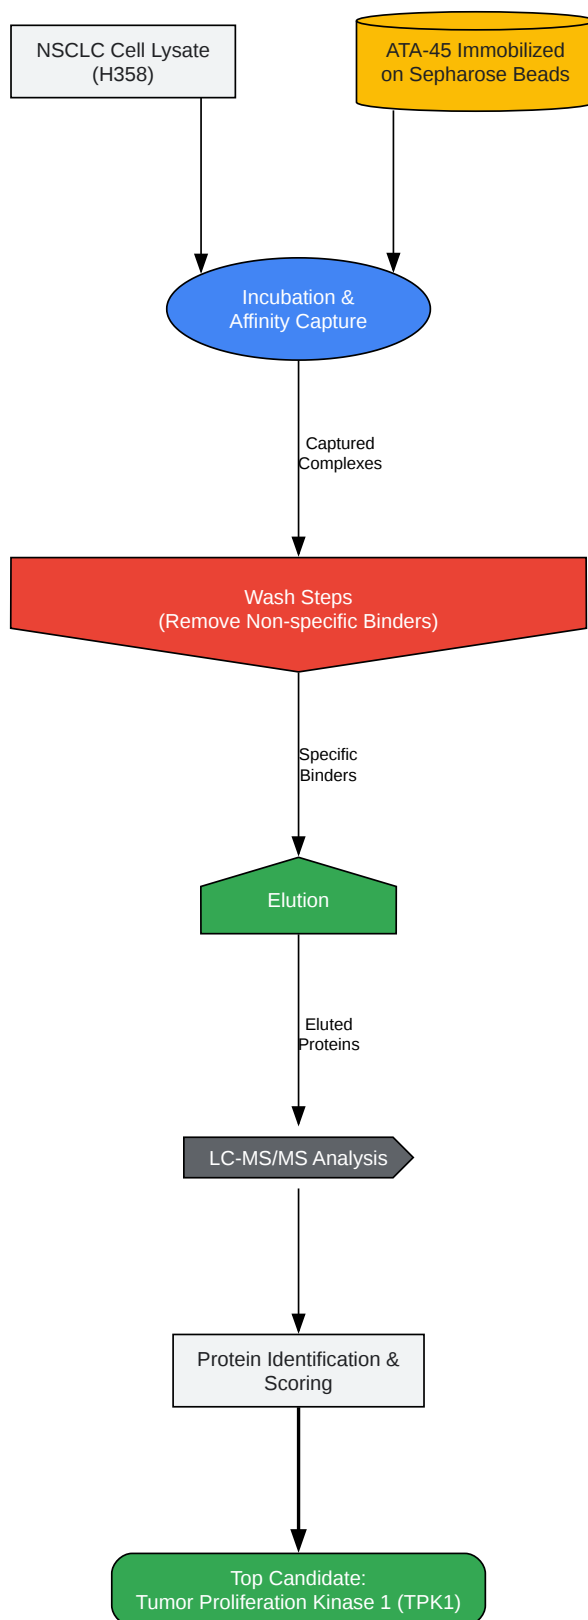 NSCLC Cell Lysate
(H358)
ATA-45 Immobilized
on Sepharose Beads
Incubation &
Affinity Capture
Captured
Complexes
Wash Steps
(Remove Non-specific Binders)
Specific
Binders
Elution
Eluted
Proteins
LC-MS/MS Analysis
Protein Identification &
Scoring
Top Candidate:
Tumor Proliferation Kinase 1 (TPK1)